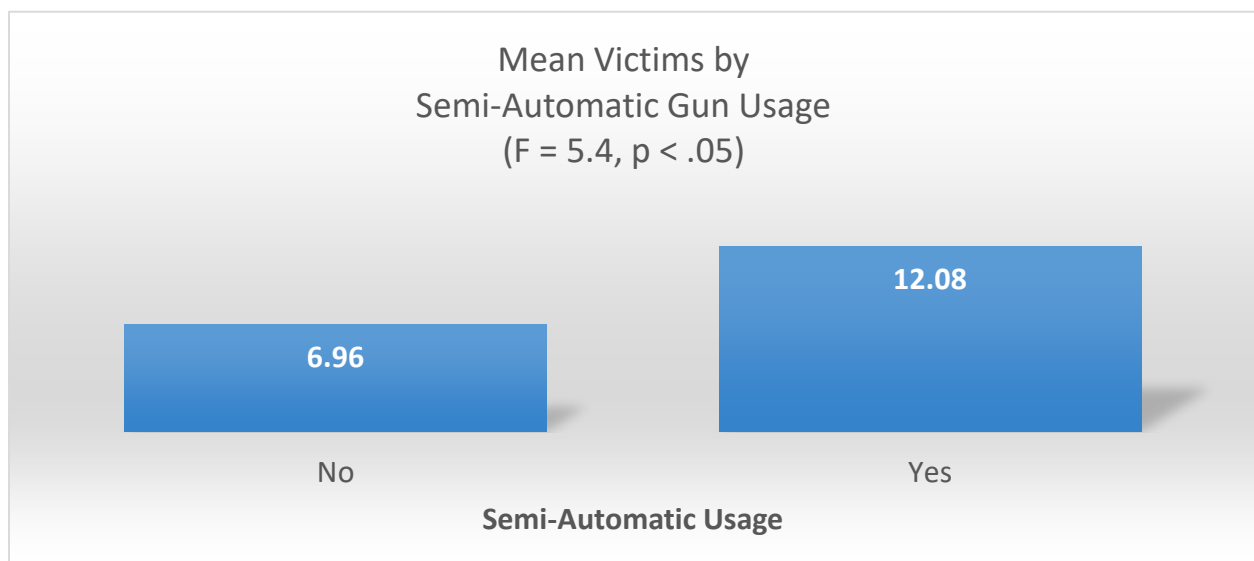 Mean Victims by
Semi-Automatic Gun Usage
(F = 5.4, p < .05)
12.08
6.96
No
Yes
Semi-Automatic Usage